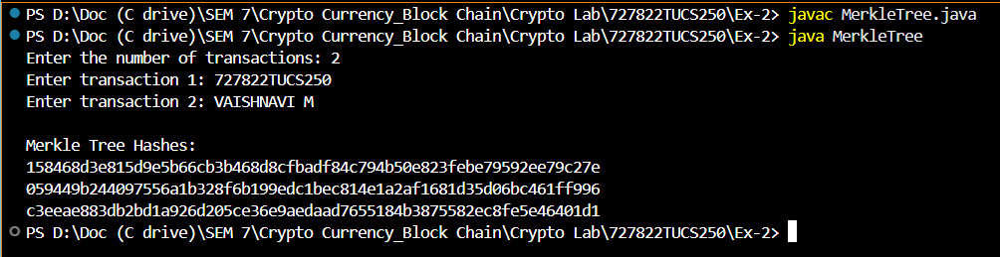 PS D:\Doc (C drive)\SEM 7\Crypto Currency_Block Chain\Crypto Lab\727822TUCS250\Ex-2> javac MerkleTree.java
PS D:\Doc (C drive)\SEM 7\Crypto Currency_Block Chain\Crypto Lab\727822TUCS250\Ex-2> java MerkleTree
Enter the number of transactions: 2
Enter transaction 1: 727822TUCS250
Enter transaction 2: VAISHNAVI M
Merkle Tree Hashes:
158468d3e815d9e5b66cb3b468d8cfbadf84c794b50e823febe79592ee79c27e
059449b244097556a1b328f6b199edc1bec814e1a2af1681d35d06bc461ff996
c3eeae883db2bd1a926d205ce36e9aedaad7655184b3875582ec8fe5e46401d1
PS D:\Doc (C drive)\SEM 7\Crypto Currency_Block Chain\Crypto Lab\727822TUCS250\Ex-2>